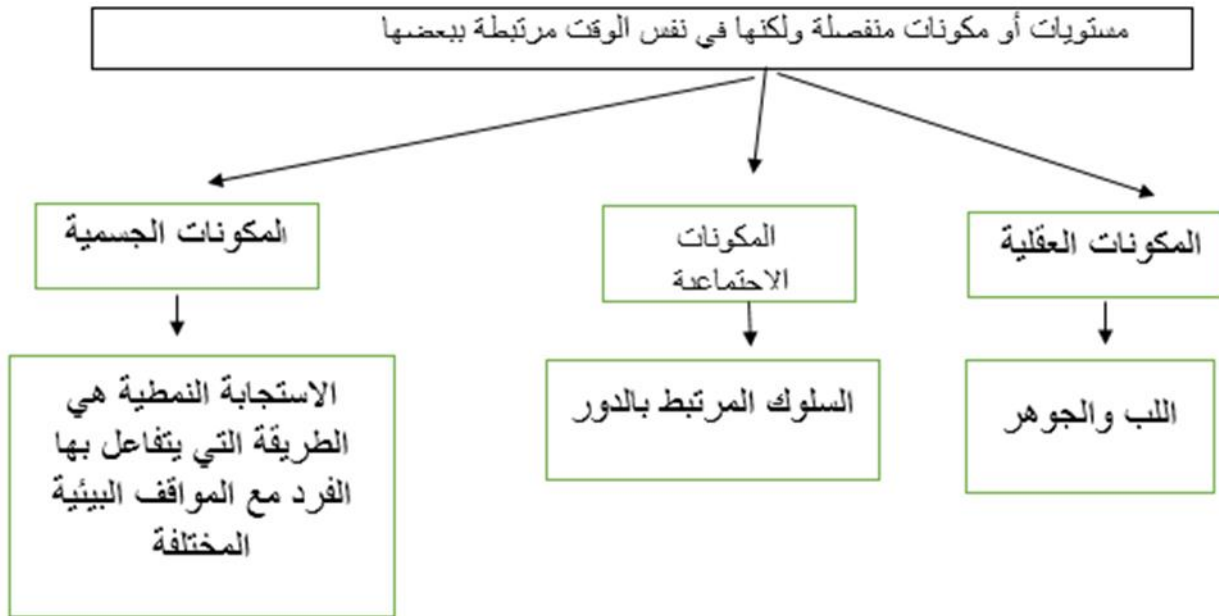 مستويات أو مكونات منفصلة ولكنها في نفس الوقت مرتبطة ببعضها
المكونات العقلية
المكونات
الاجتماعية
المكونات الجسمية
اللب والجوهر
السلوك المرتبط بالدور
الاستجابة النمطية هي
الطريقة التي يتفاعل بها
الفرد مع المواقف البيئية
المختلفة